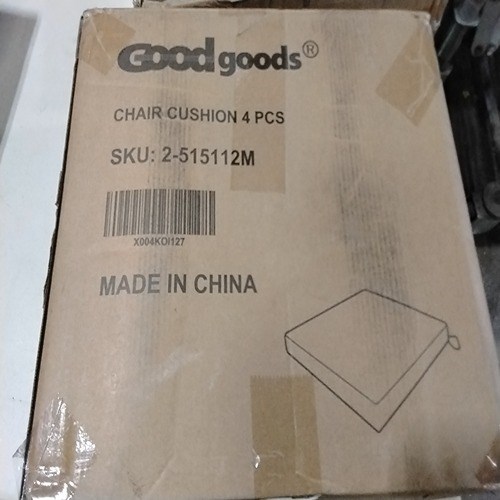 Goodgoods®
CHAIR CUSHION 4 PCS
SKU: 2-515112M
X004KOI127
MADE IN CHINA